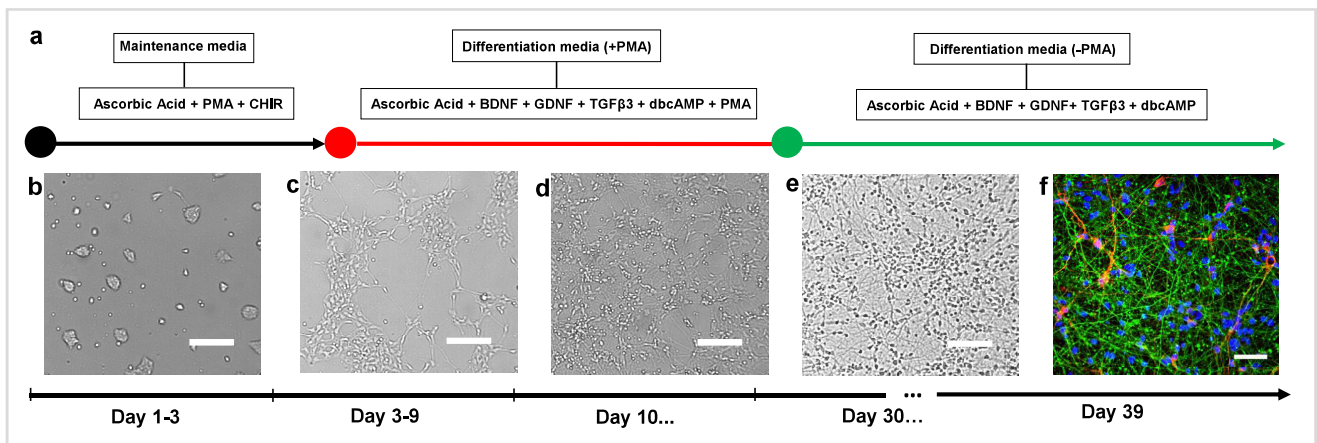 a
Maintenance media
Differentiation media (+PMA)
Differentiation media (-PMA)
Ascorbic Acid + PMA + CHIR
Ascorbic Acid + BDNF + GDNF + TGFβ3 + dbcAMP + PMA
Ascorbic Acid + BDNF + GDNF+ TGFβ3 + dbcAMP
b
c
d
e
f
Day 1-3
Day 3-9
Day 10...
Day 30...
...
Day 39